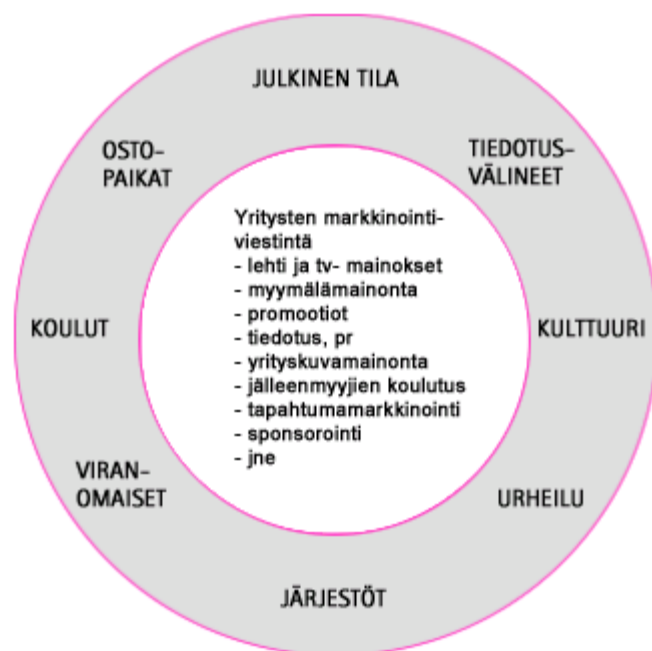 JULKINEN TILA
OSTO-
PAIKAT
TIEDOTUS-
VÄLINEET
Yritysten markkinointi-
viestintä
- lehti ja tv- mainokset
- myymälämainonta
- promootiot
- tiedotus, pr
- yrityskuvamainonta
- jälleenmyyjien koulutus
- tapahtumamarkkinointi
- sponsorointi
- jne
KOULUT
KULTTUURI
VIRAN-
OMAISET
URHEILU
JÄRJESTÖT